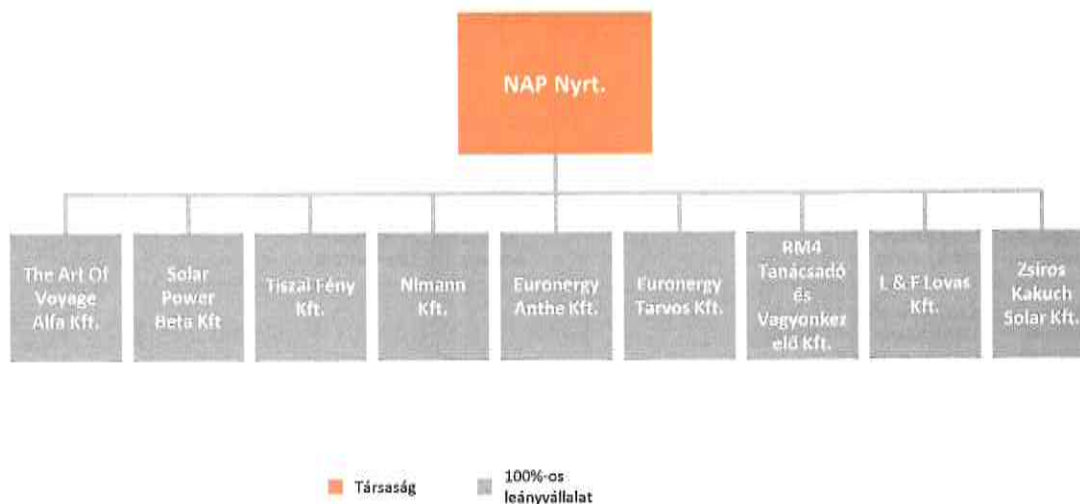 NAP Nyrt.
The Art Of
Voyage
Alfa Kft.
Solar
Power
Beta Kft
Tiszai Fény
Kft.
Nimann
Kft.
Euronergy
Anthe Kft.
Euronergy
Tarvos Kft.
RM4
Tanácsadó
és
Vagyonkez
elő Kft.
L & F Lovas
Kft.
Zsiros
Kakuch
Solar Kft.
Társaság
100%-os
leányvállalat